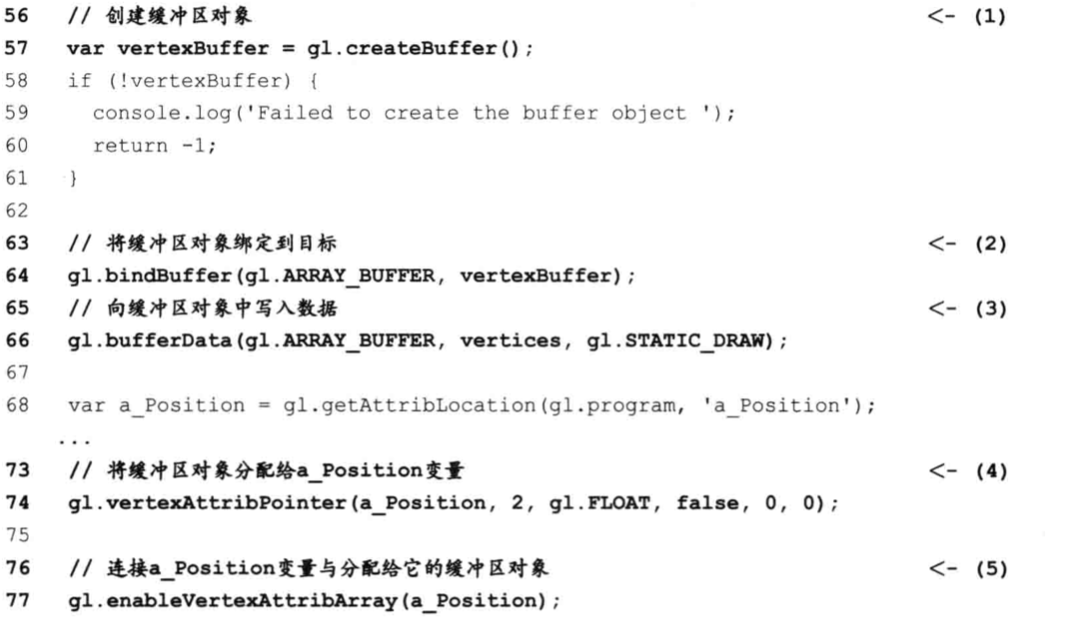 56 // 创建缓冲区对象 <- (1)
57 var vertexBuffer = gl.createBuffer();
58 if (!vertexBuffer) {
59 console.log('Failed to create the buffer object ');
60 return -1;
61 }
62
63 // 将缓冲区对象绑定到目标 <- (2)
64 gl.bindBuffer(gl.ARRAY_BUFFER, vertexBuffer);
65 // 向缓冲区对象中写入数据 <- (3)
66 gl.bufferData(gl.ARRAY_BUFFER, vertices, gl.STATIC_DRAW);
67
68 var a_Position = gl.getAttribLocation(gl.program, 'a_Position');
...
73 // 将缓冲区对象分配给a_Position变量 <- (4)
74 gl.vertexAttribPointer(a_Position, 2, gl.FLOAT, false, 0, 0);
75
76 // 连接a_Position变量与分配给它的缓冲区对象 <- (5)
77 gl.enableVertexAttribArray(a_Position);